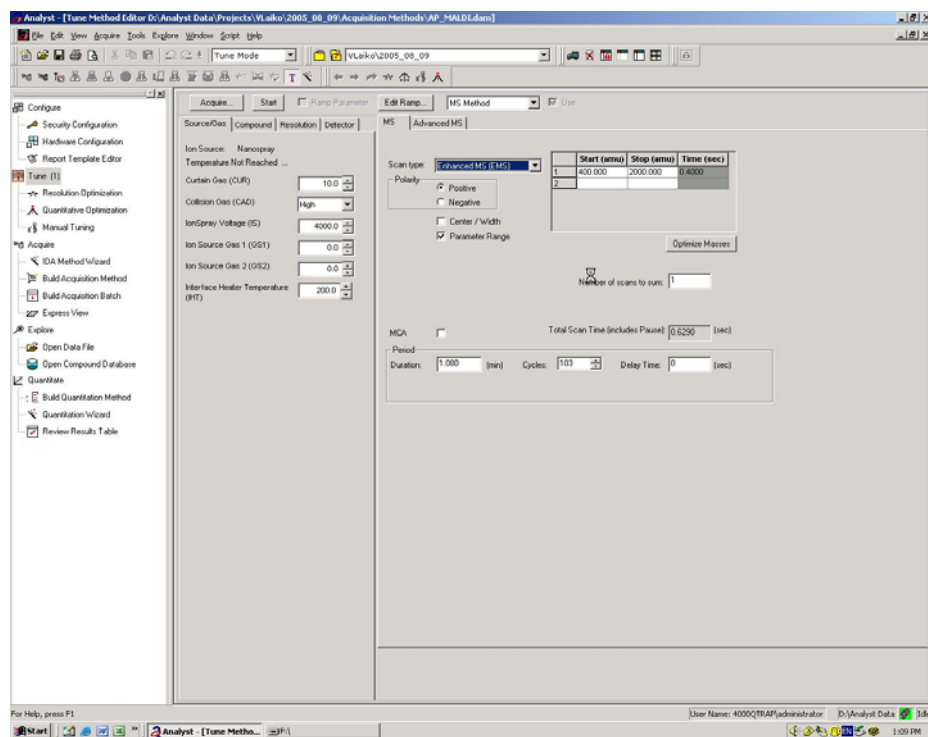 Analyst - [Tune Method Editor D:\Analyst Data\Projects\VLaiko\2005_08_09\Acquisition Methods\AP_MALDI.dam]
File Edit View Acquire Tools Explore Window Script Help
Tune Mode VLaiko\2005_08_09
Configure
Security Configuration
Hardware Configuration
Report Template Editor
Tune (1)
Resolution Optimization
Quantitative Optimization
Manual Tuning
Acquire
IDA Method Wizard
Build Acquisition Method
Build Acquisition Batch
Express View
Explore
Open Data File
Open Compound Database
Quantitate
Build Quantitation Method
Quantitation Wizard
Review Results Table
Acquire... Start Ramp Parameter Edit Ramp... MS Method Use
Source/Gas Compound Resolution Detector
Ion Source: Nanospray
Temperature Not Reached ...
Curtain Gas (CUR) 10.0
Collision Gas (CAD) High
IonSpray Voltage (IS) 4000.0
Ion Source Gas 1 (GS1) 0.0
Ion Source Gas 2 (GS2) 0.0
Interface Heater Temperature (IHT) 200.0
MS Advanced MS
Scan type: Enhanced MS (EMS)
Polarity
Positive
Negative
Center / Width
Parameter Range
Start (amu) Stop (amu) Time (sec)
1 400.000 2000.000 0.4000
2
Optimize Masses
Number of scans to sum: 1
MCA Total Scan Time (includes Pause): 0.6290 (sec)
Period
Duration: 1.080 (min) Cycles: 103 Delay Time: 0 (sec)
For Help, press F1 User Name: 4000QTRAP\administrator D:\Analyst Data Idle
Start Analyst - [Tune Metho... F:\ EN 1:09 PM